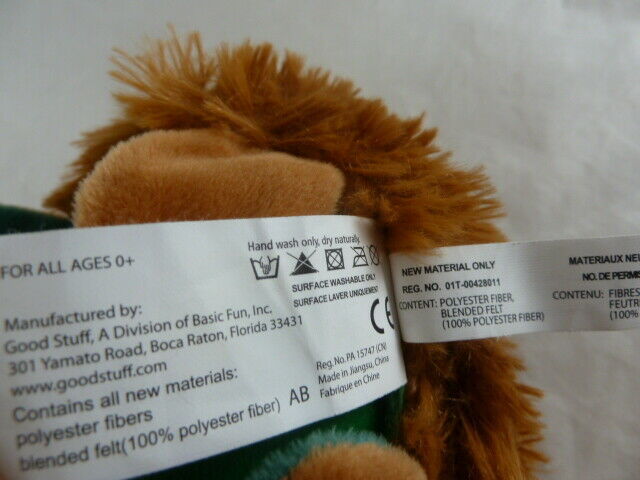 FOR ALL AGES 0+
Manufactured by:
Good Stuff, A Division of Basic Fun, Inc.
301 Yamato Road, Boca Raton, Florida 33431
www.goodstuff.com
Contains all new materials:
polyester fibers
blended felt(100% polyester fiber)
AB
Hand wash only, dry naturally.
SURFACE WASHABLE ONLY
SURFACE LAVER UNIQUEMENT
CE
Reg.No.PA 15747 (CN)
Made in Jiangsu, China
Fabrique en Chine
NEW MATERIAL ONLY
REG. NO. 01T-00428011
CONTENT: POLYESTER FIBER,
BLENDED FELT
(100% POLYESTER FIBER)
MATERIAUX NEU
NO. DE PERME
CONTENU: FIBRES
FEUTR
(100%